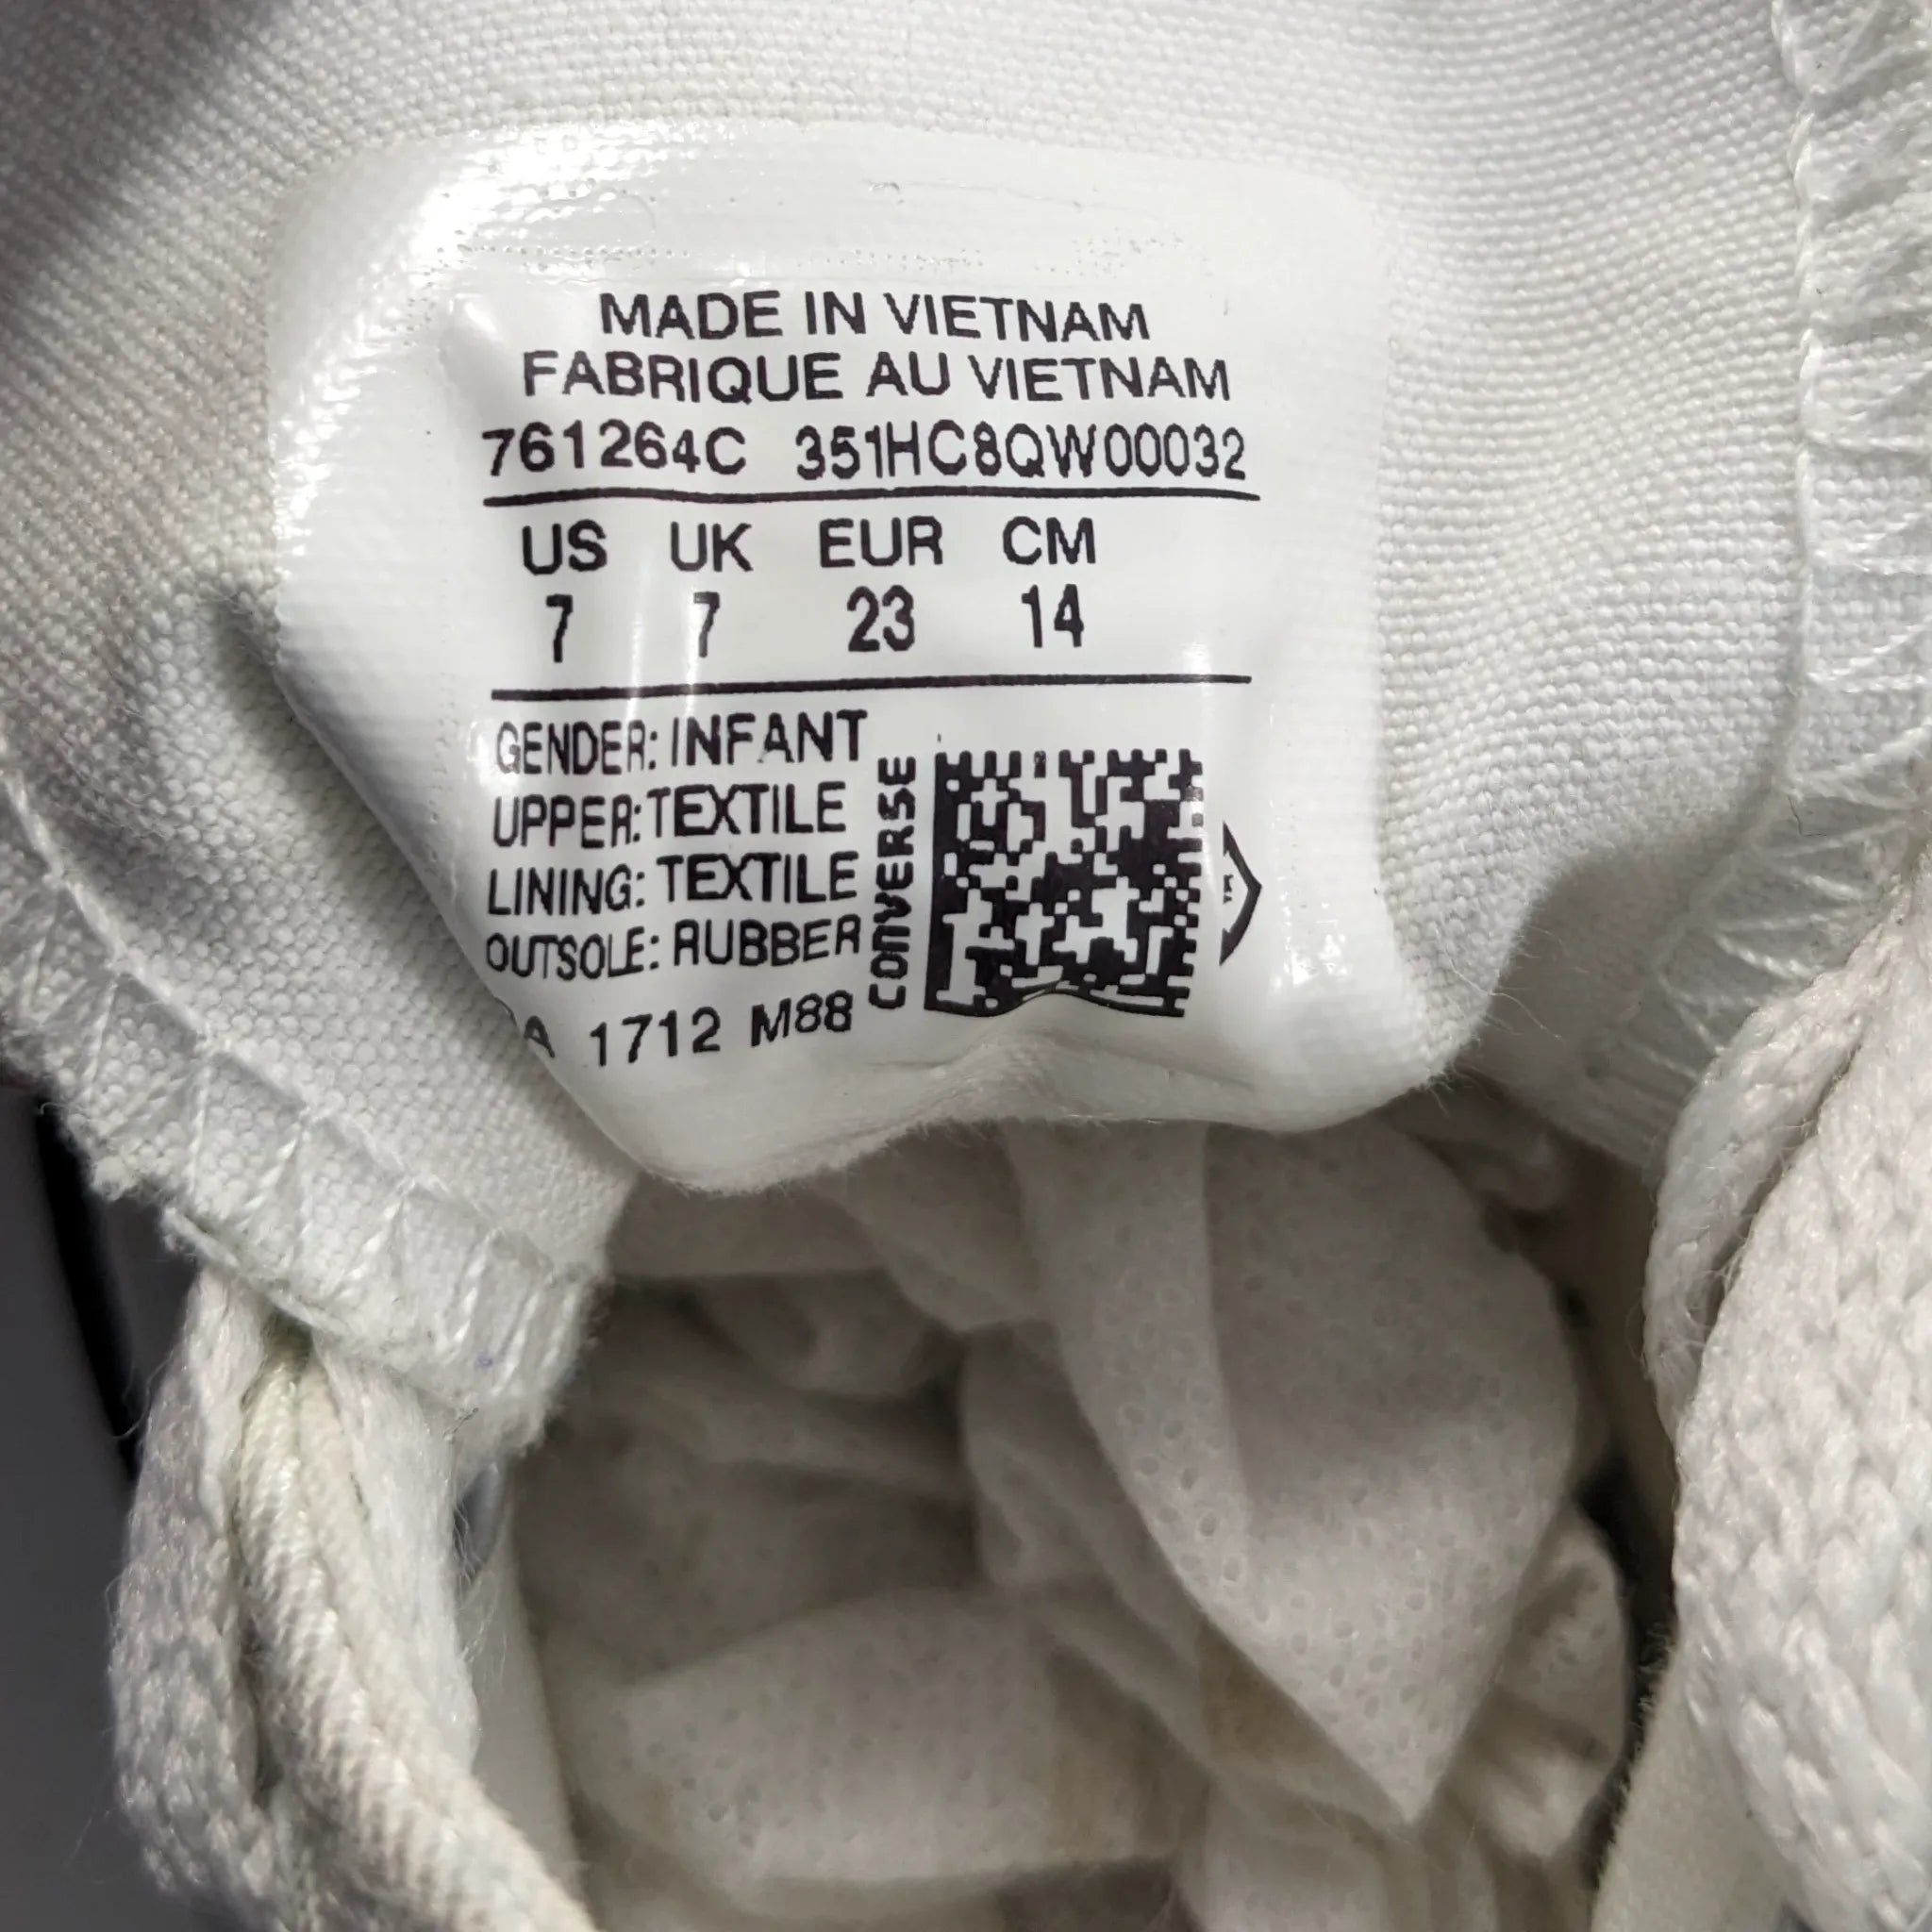 MADE IN VIETNAM
FABRIQUE AU VIETNAM
761264C 351HC8QW00032
US UK EUR CM
7 7 23 14
GENDER: INFANT
UPPER: TEXTILE
LINING: TEXTILE
OUTSOLE: RUBBER
1712 M88
CONVERSE